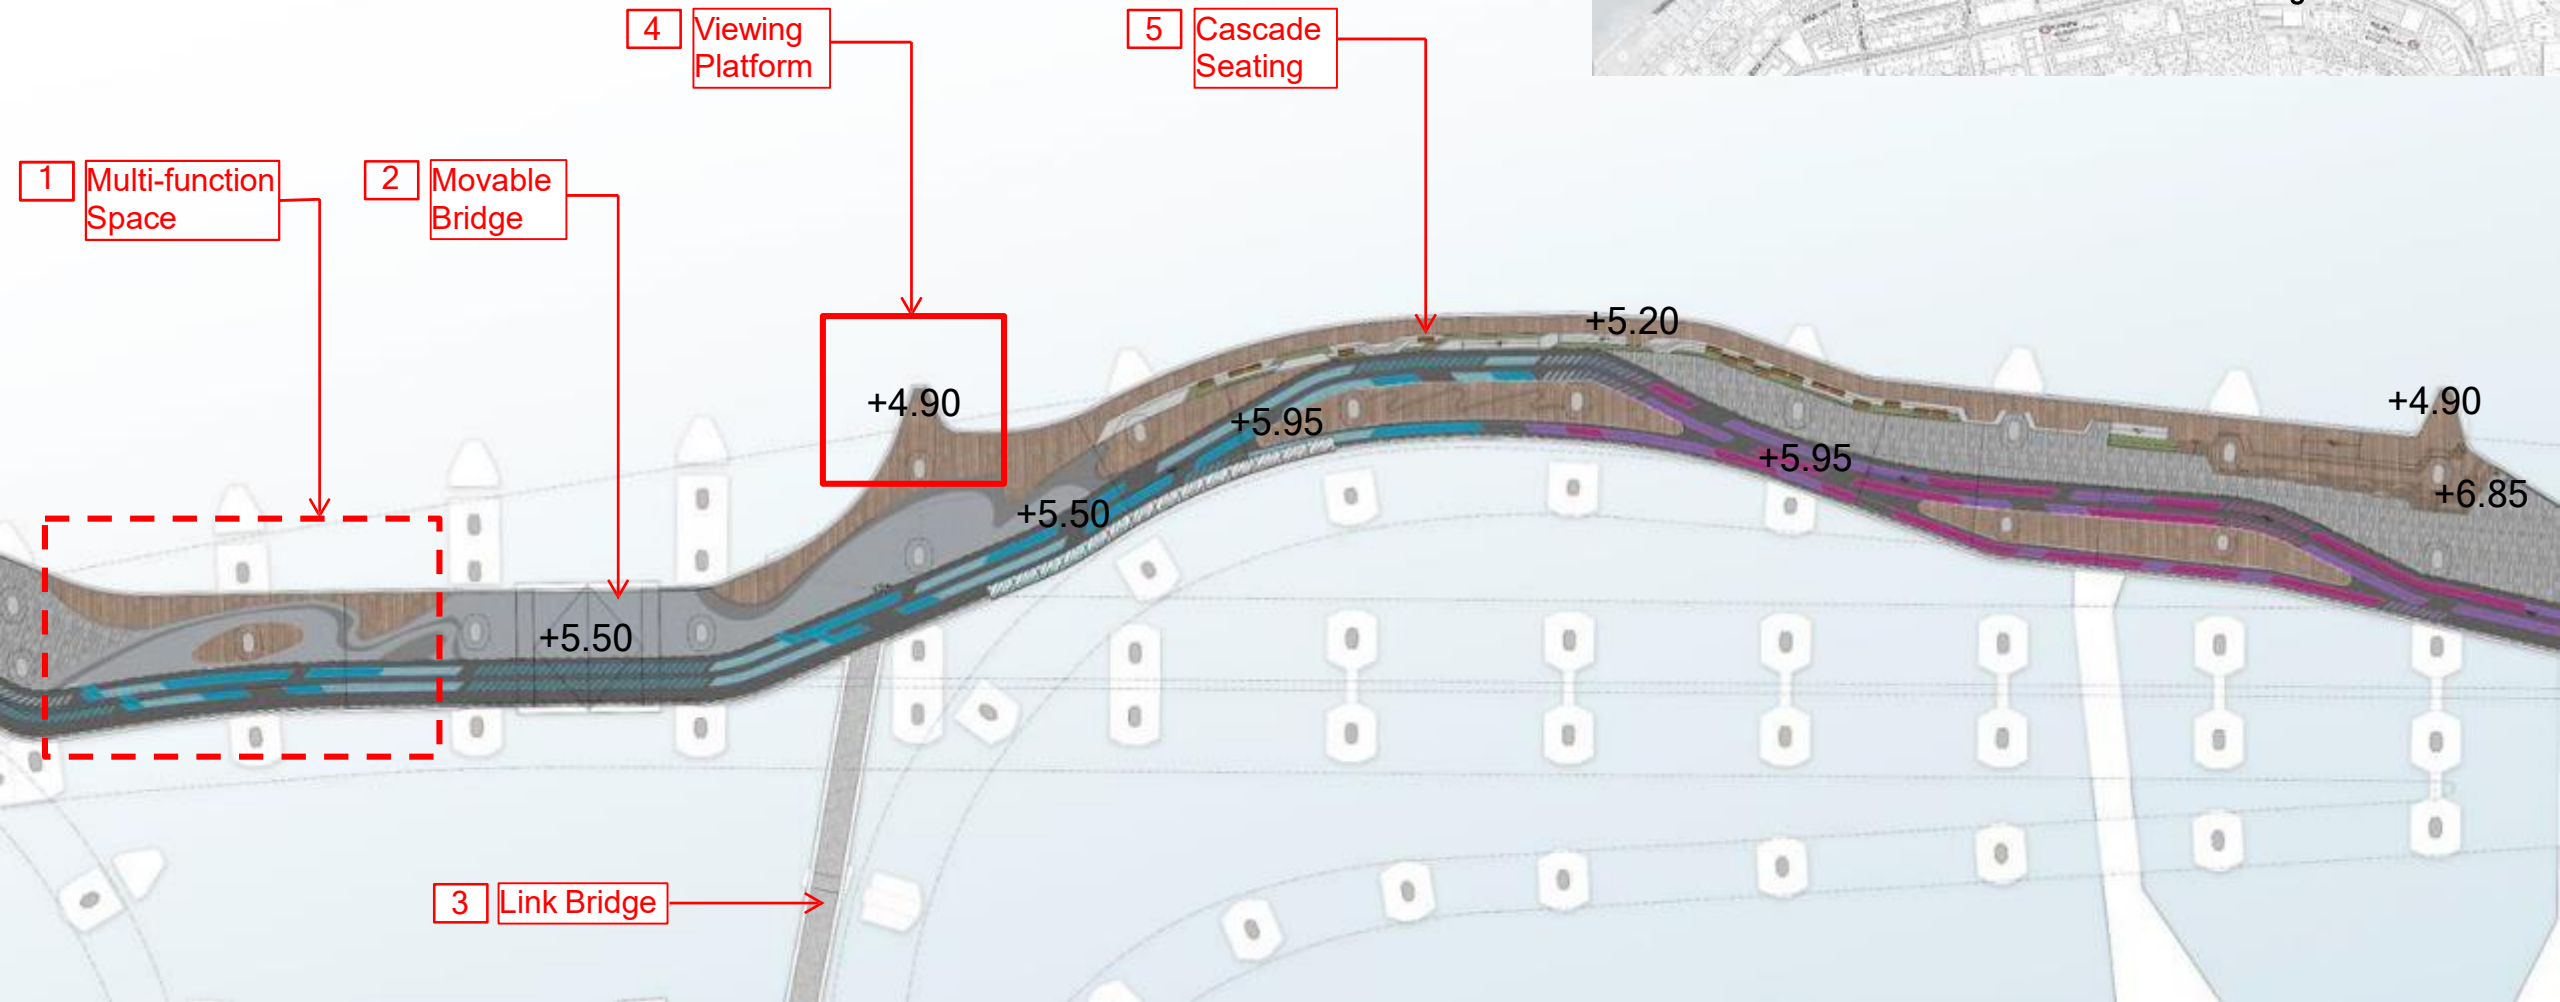 4
Viewing
Platform
5
Cascade
Seating
1
Multi-function
Space
2
Movable
Bridge
+5.20
+4.90
+4.90
+5.95
+5.95
+6.85
+5.50
+5.50
3
Link Bridge